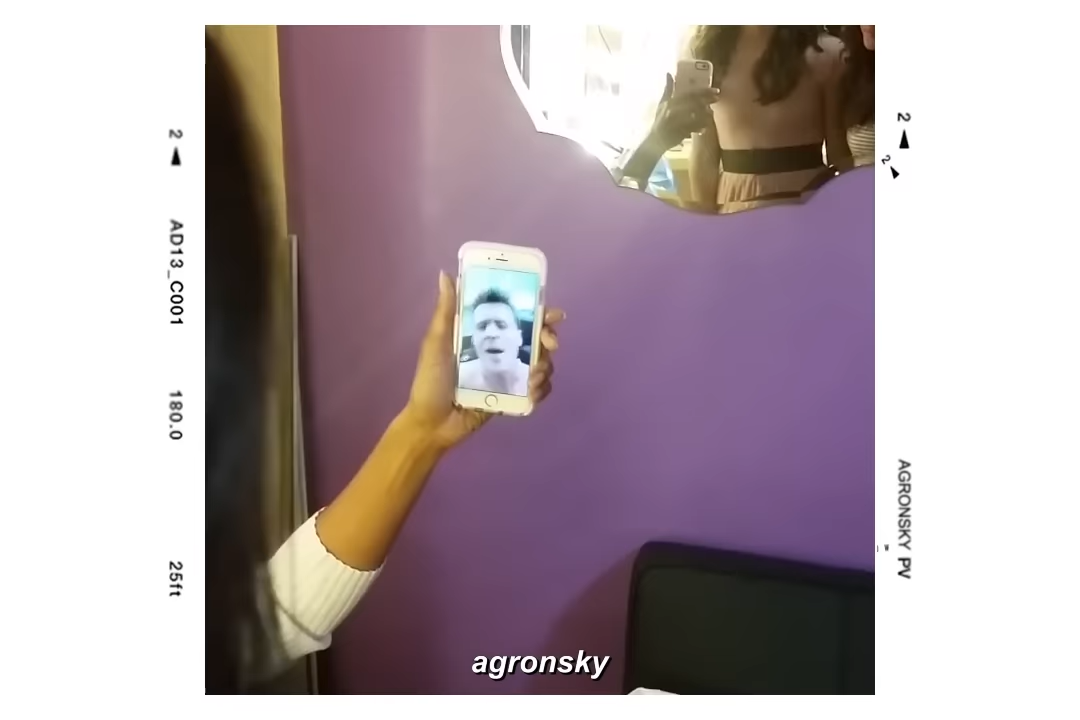 2 ◀
AD13_C001
180.0
25ft
2 ◀
2 ◀
AGRONSKY PV
agronsky